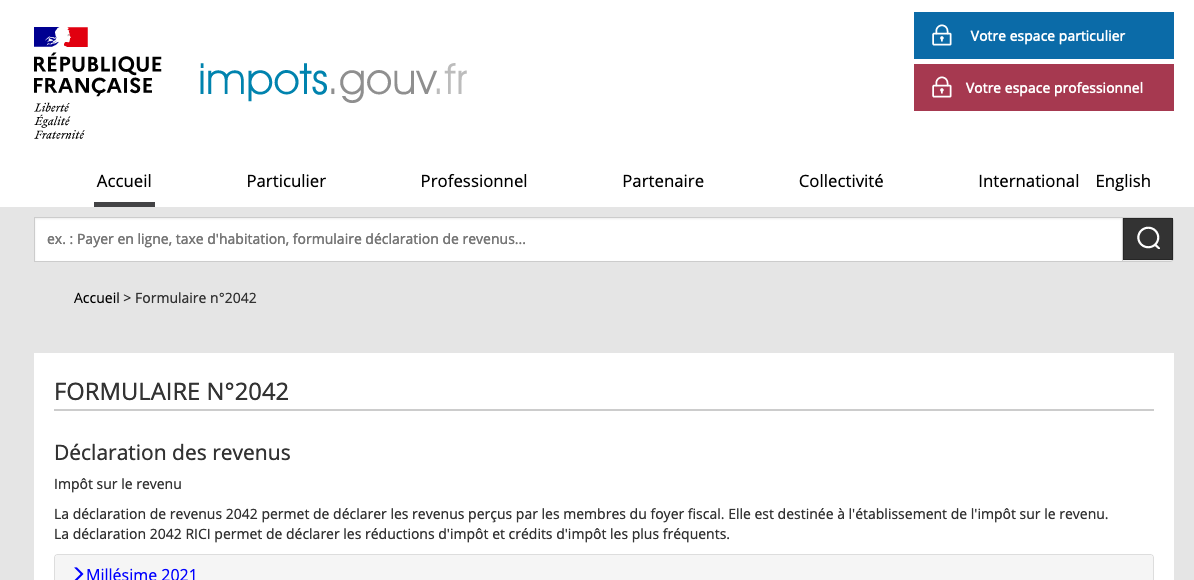 RÉPUBLIQUE
FRANÇAISE
Liberté
Égalité
Fraternité
impots.gouv.fr
Votre espace particulier
Votre espace professionnel
Accueil Particulier Professionnel Partenaire Collectivité International English
ex. : Payer en ligne, taxe d'habitation, formulaire déclaration de revenus...
Accueil > Formulaire n°2042
FORMULAIRE N°2042
Déclaration des revenus
Impôt sur le revenu
La déclaration de revenus 2042 permet de déclarer les revenus perçus par les membres du foyer fiscal. Elle est destinée à l'établissement de l'impôt sur le revenu.
La déclaration 2042 RICI permet de déclarer les réductions d'impôt et crédits d'impôt les plus fréquents.
Millésime 2021